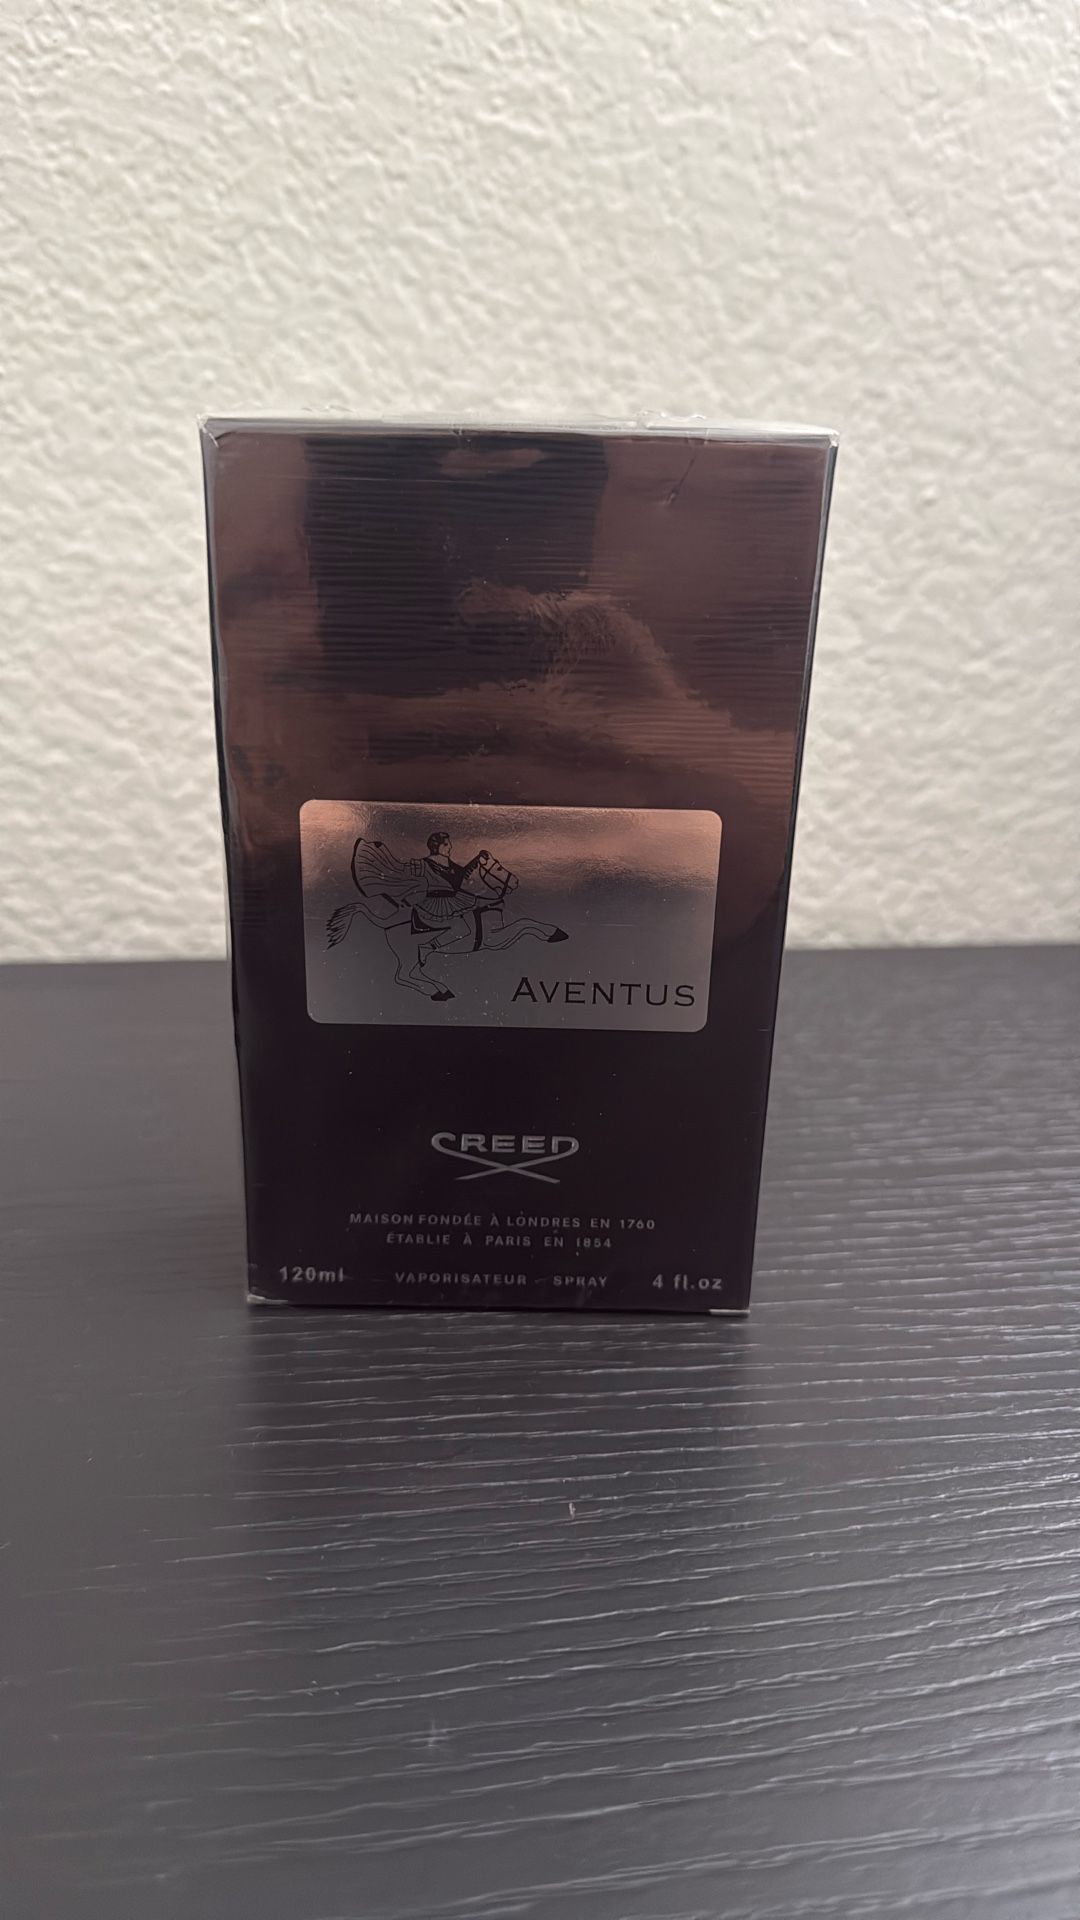 AVENTUS
CREED
MAISON FONDÉE À LONDRES EN 1760
ÉTABLIE À PARIS EN 1854
120ml VAPORISATEUR - SPRAY 4 fl.oz